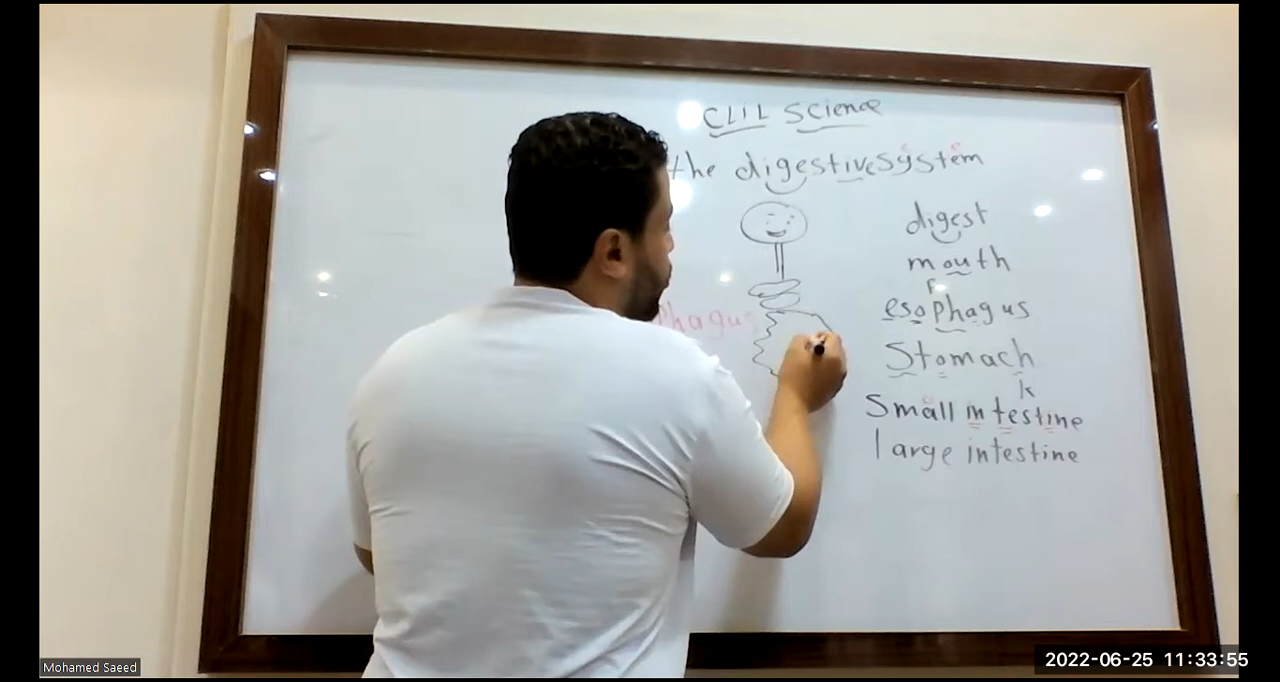 CLIL Science
the digestive system
digest
mouth
F
esophagus
phagus
Stomach
K
Small intestine
large intestine
Mohamed Saeed
2022-06-25 11:33:55